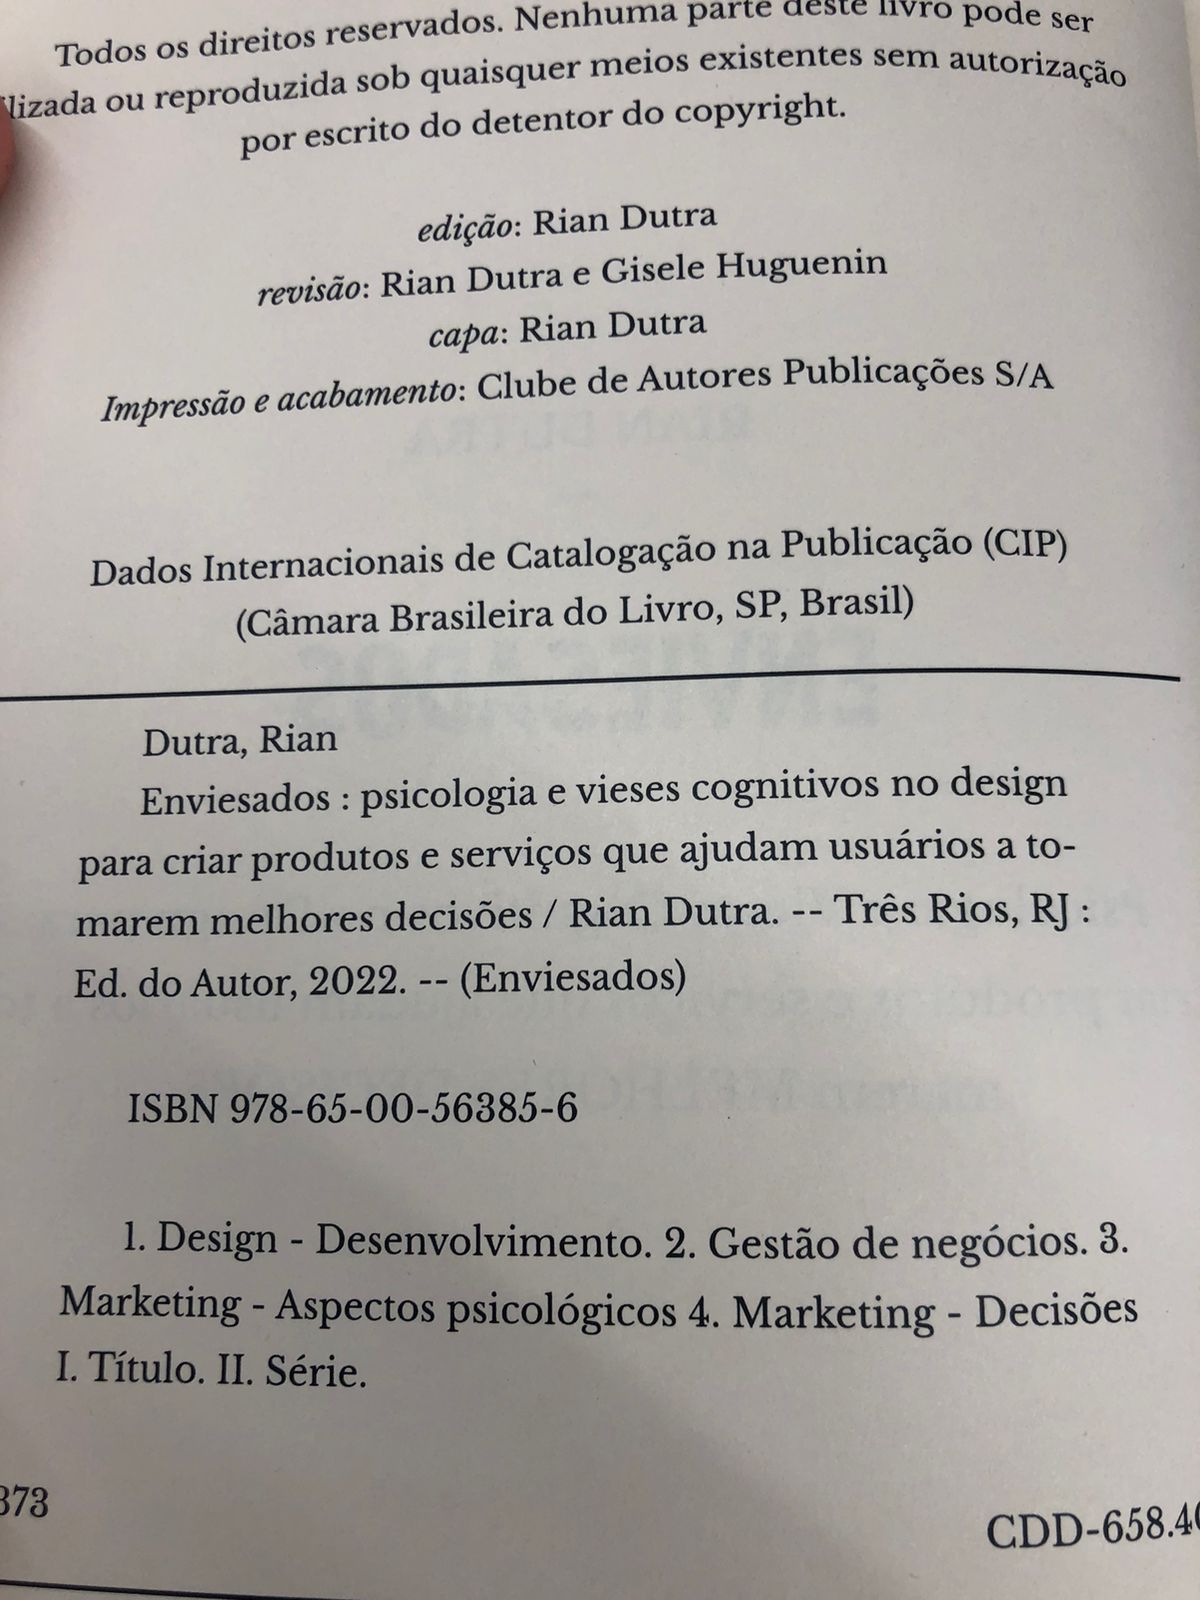 Todos os direitos reservados. Nenhuma parte deste livro pode ser
lizada ou reproduzida sob quaisquer meios existentes sem autorização
por escrito do detentor do copyright.
edição: Rian Dutra
revisão: Rian Dutra e Gisele Huguenin
capa: Rian Dutra
Impressão e acabamento: Clube de Autores Publicações S/A
Dados Internacionais de Catalogação na Publicação (CIP)
(Câmara Brasileira do Livro, SP, Brasil)
Dutra, Rian
Enviesados : psicologia e vieses cognitivos no design
para criar produtos e serviços que ajudam usuários a to-
marem melhores decisões / Rian Dutra. -- Três Rios, RJ :
Ed. do Autor, 2022. -- (Enviesados)
ISBN 978-65-00-56385-6
1. Design - Desenvolvimento. 2. Gestão de negócios. 3.
Marketing - Aspectos psicológicos 4. Marketing - Decisões
I. Título. II. Série.
373
CDD-658.40